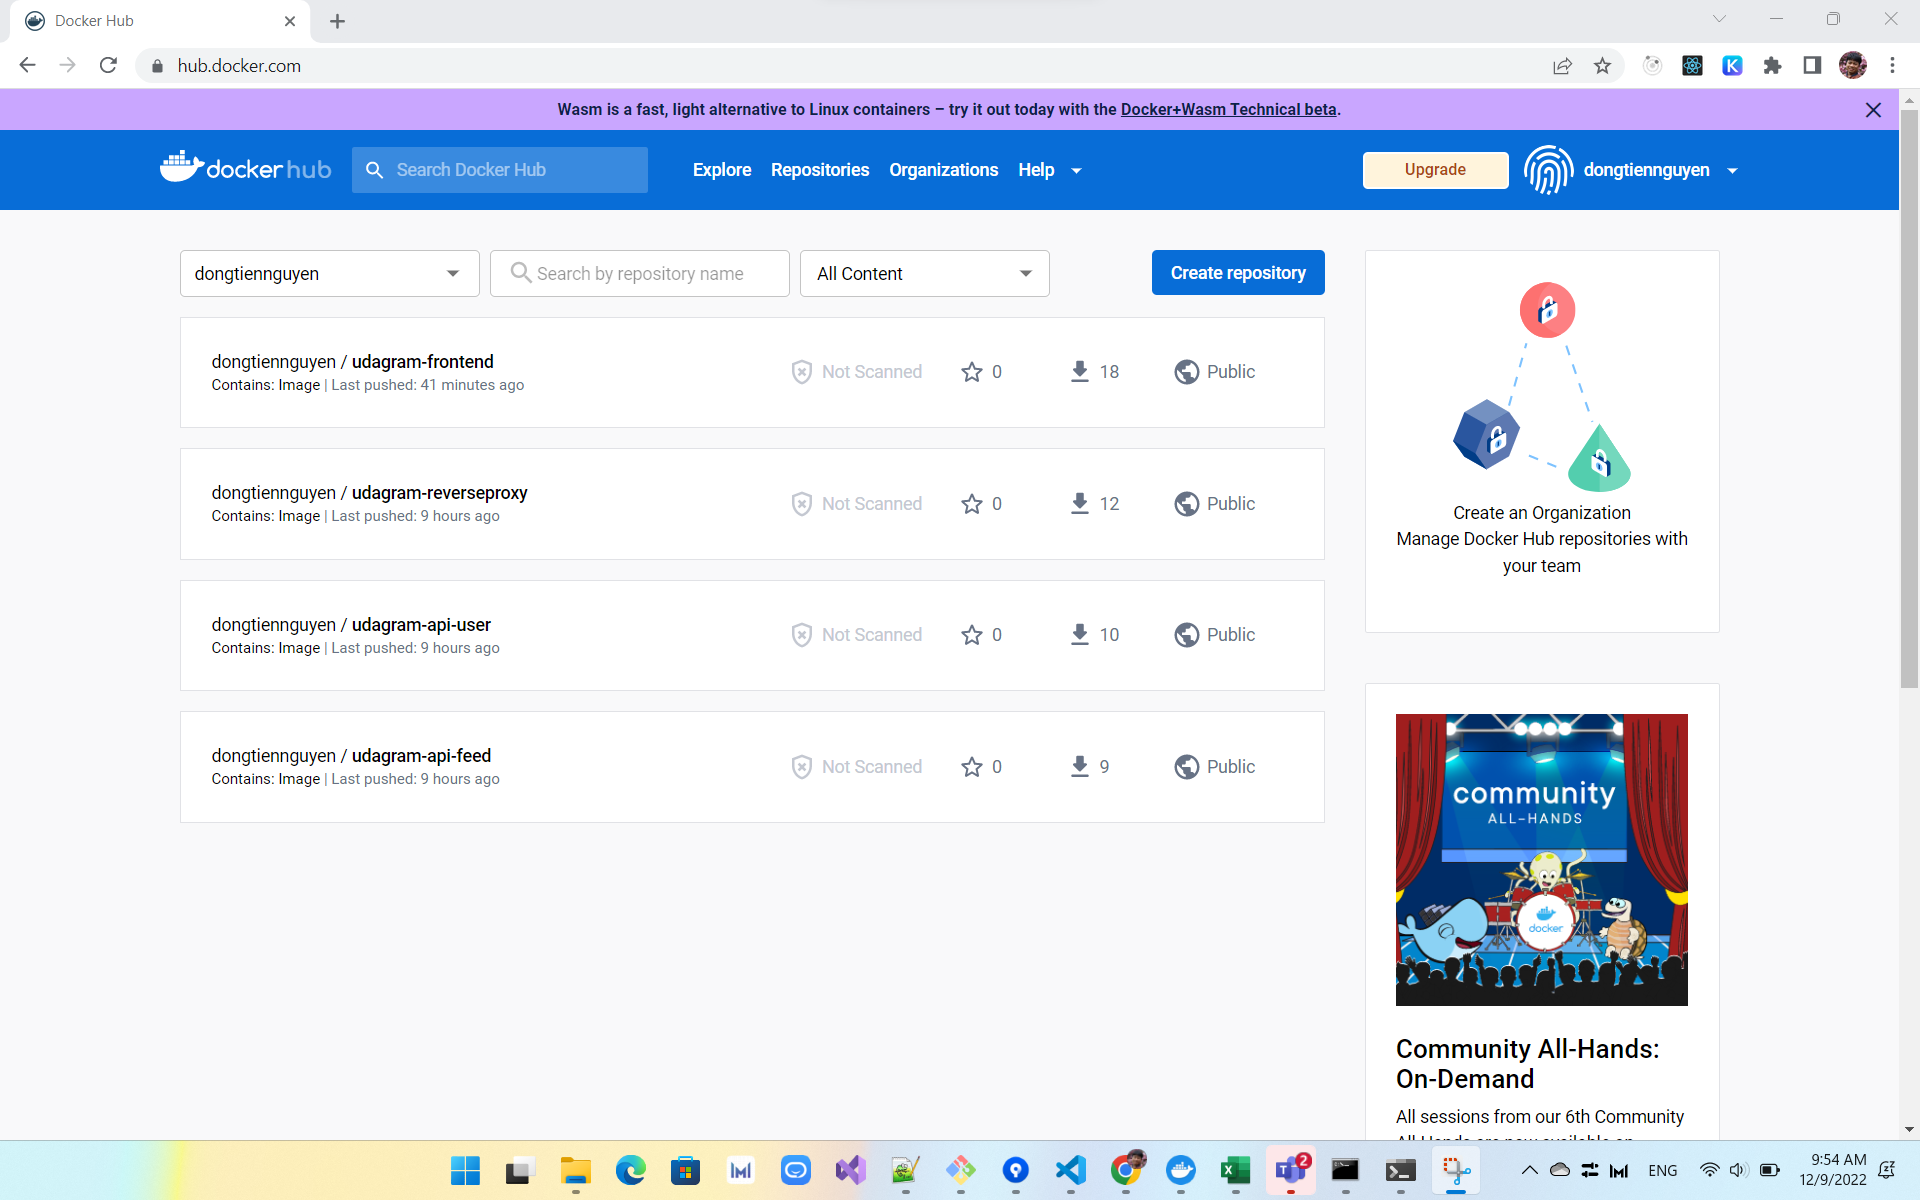 Docker Hub
hub.docker.com
Wasm is a fast, light alternative to Linux containers – try it out today with the Docker+Wasm Technical beta.
docker hub
Search Docker Hub
Explore
Repositories
Organizations
Help
Upgrade
dongtiennguyen
dongtiennguyen
Search by repository name
All Content
Create repository
dongtiennguyen / udagram-frontend
Contains: Image | Last pushed: 41 minutes ago
Not Scanned
0
18
Public
dongtiennguyen / udagram-reverseproxy
Contains: Image | Last pushed: 9 hours ago
Not Scanned
0
12
Public
dongtiennguyen / udagram-api-user
Contains: Image | Last pushed: 9 hours ago
Not Scanned
0
10
Public
dongtiennguyen / udagram-api-feed
Contains: Image | Last pushed: 9 hours ago
Not Scanned
0
9
Public
Create an Organization
Manage Docker Hub repositories with
your team
community
ALL-HANDS
docker
Community All-Hands:
On-Demand
All sessions from our 6th Community
All Hands are now available on
2
ENG
9:54 AM
12/9/2022